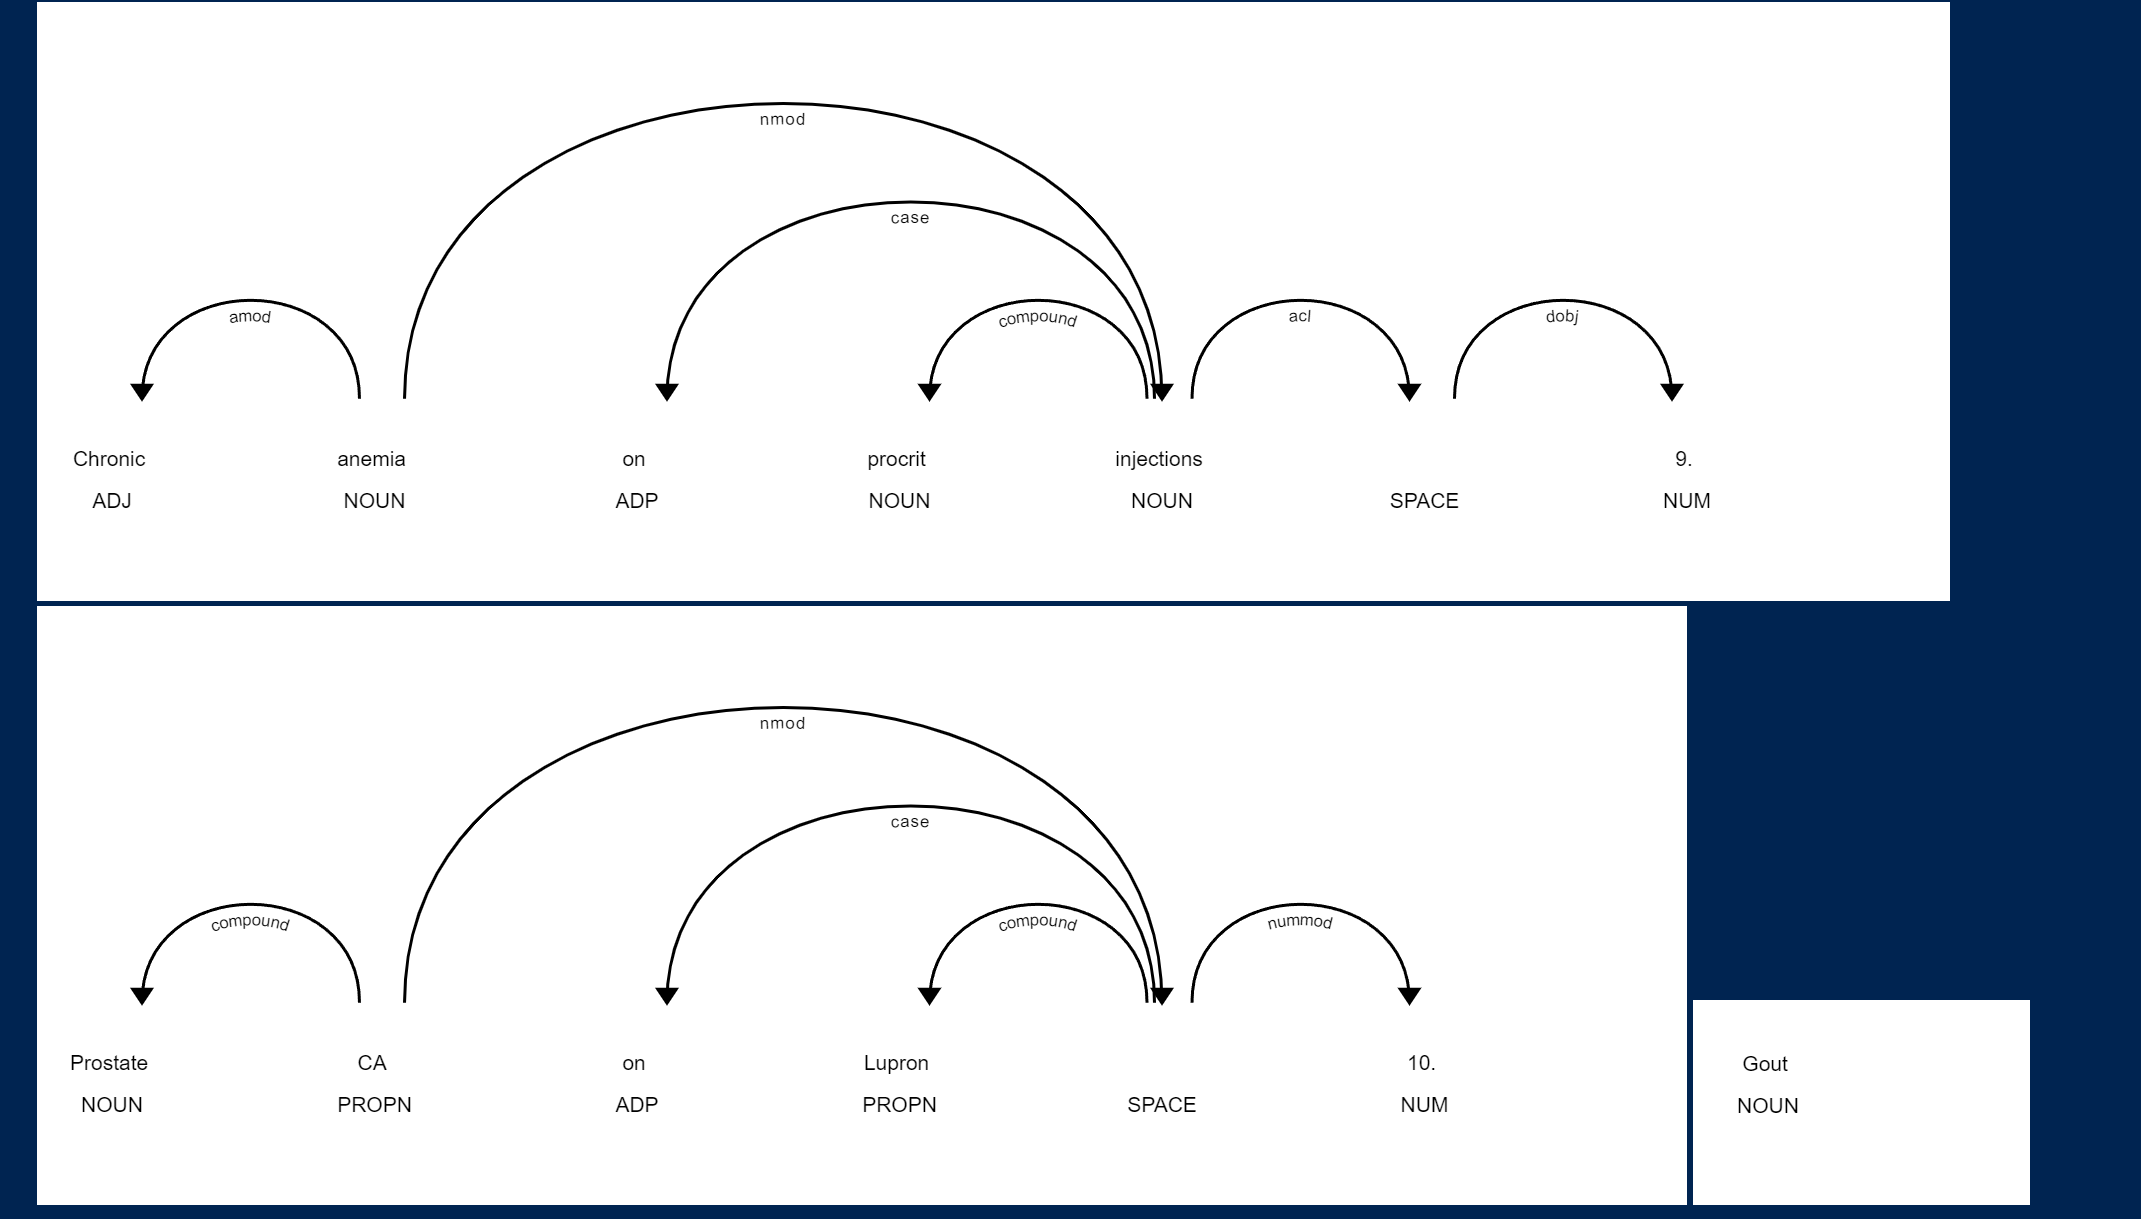 nmod
case
amod compound acl dobj
Chronic anemia on procrit injections 9.
ADJ NOUN ADP NOUN NOUN SPACE NUM
nmod
case
compound compound nummod
Prostate CA on Lupron 10.
NOUN PROPN ADP PROPN SPACE NUM
Gout
NOUN